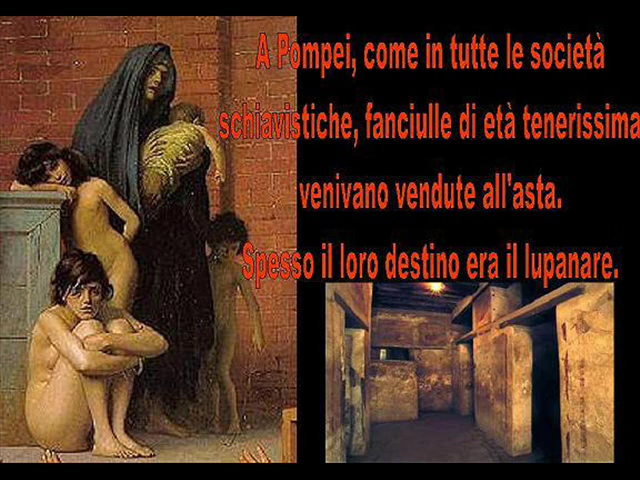 A Pompei, come in tutte le società
schiavistiche, fanciulle di età tenerissima
venivano vendute all'asta.
Spesso il loro destino era il lupanare.